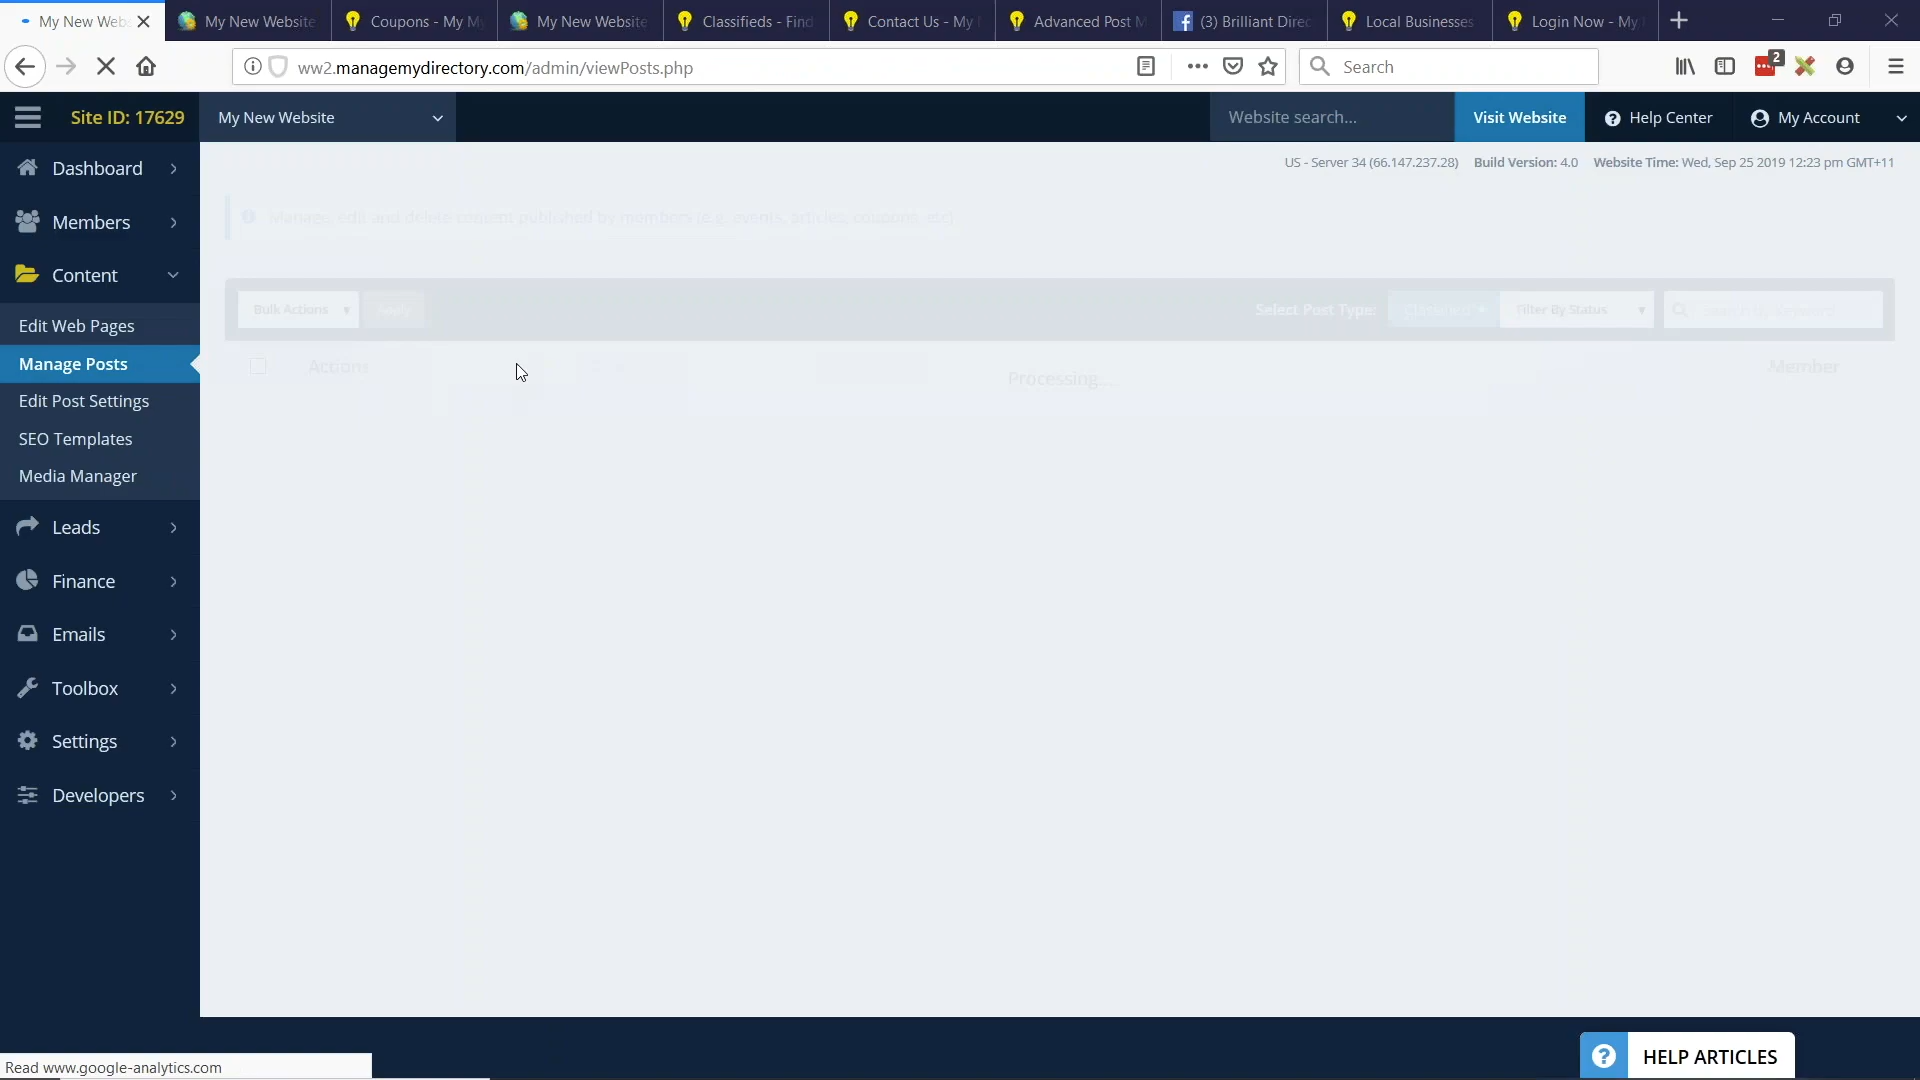 My New Web
My New Website
Coupons - My M
My New Website
Classifieds - Find
Contact Us - My
Advanced Post M
(3) Brilliant Direc
Local Businesses
Login Now - My
ww2.managemydirectory.com/admin/viewPosts.php
Search
2
Site ID: 17629
My New Website
Website search...
Visit Website
Help Center
My Account
US - Server 34 (66.147.237.28) Build Version: 4.0 Website Time: Wed, Sep 25 2019 12:23 pm GMT+11
Dashboard
Members
Content
Edit Web Pages
Manage Posts
Edit Post Settings
SEO Templates
Media Manager
Leads
Finance
Emails
Toolbox
Settings
Developers
Manage, edit and delete content published by members (e.g. events, articles, coupons, etc)
Bulk Actions
Apply
Select Post Type:
Classified
Filter By Status
Actions
Processing...
Member
Read www.google-analytics.com
HELP ARTICLES